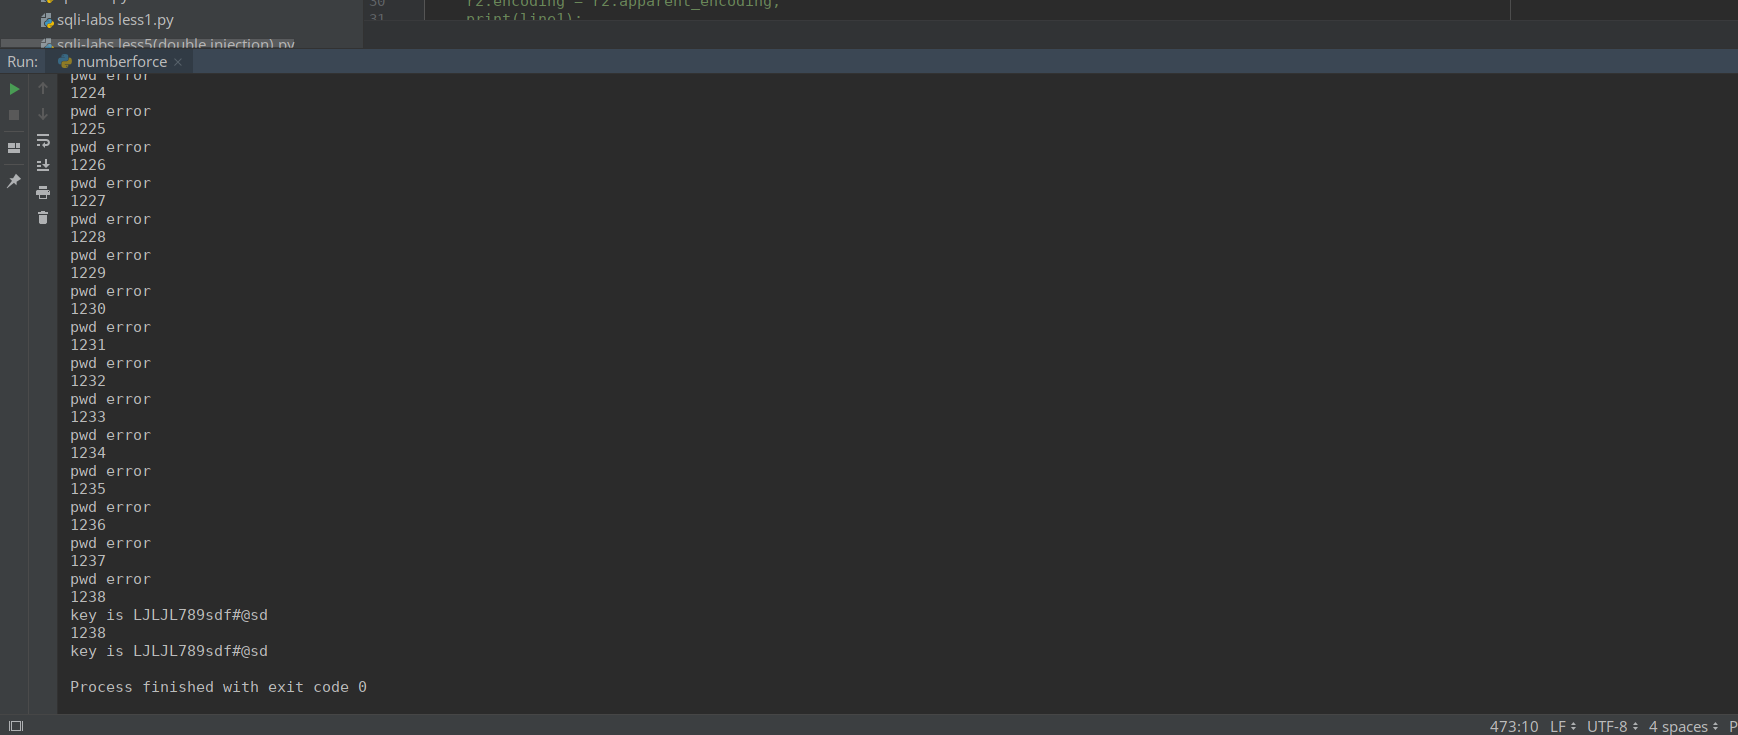 sqli-labs less1.py
30 r2.encoding = r2.apparent_encoding;
sqli-labs less5(double injection).py
31 print(line1);
Run: numberforce ×
pwd error
1224
pwd error
1225
pwd error
1226
pwd error
1227
pwd error
1228
pwd error
1229
pwd error
1230
pwd error
1231
pwd error
1232
pwd error
1233
pwd error
1234
pwd error
1235
pwd error
1236
pwd error
1237
pwd error
1238
key is LJLJL789sdf#@sd
1238
key is LJLJL789sdf#@sd
Process finished with exit code 0
473:10 LF UTF-8 4 spaces P